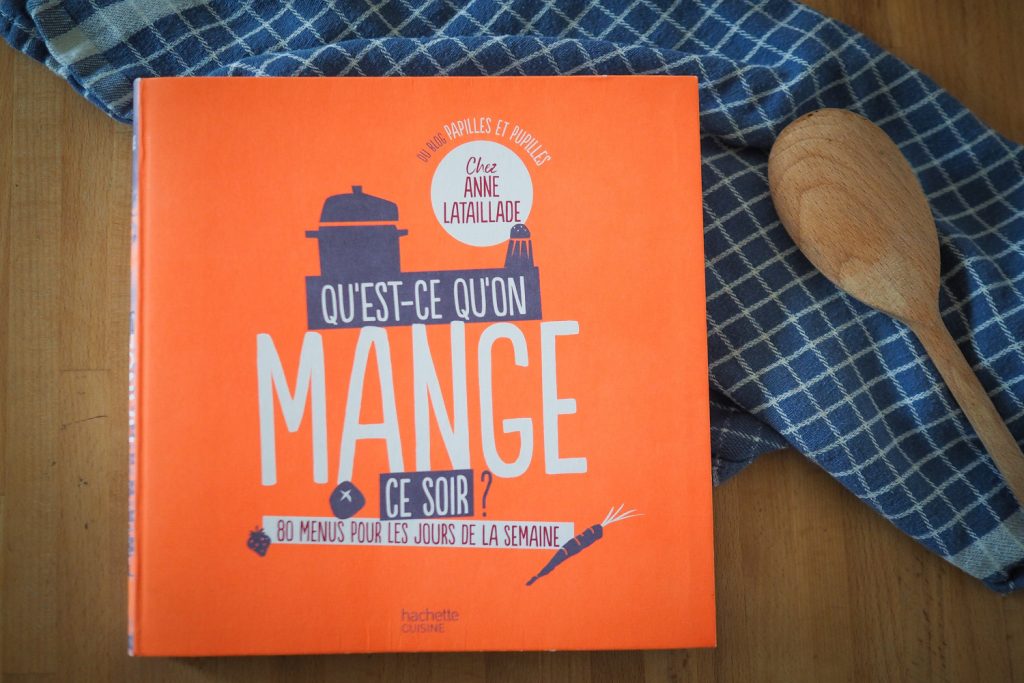 DU BLOG PAPILLES ET PUPILLES
Chez
ANNE
LATAILLADE
QU'EST-CE QU'ON
MANGE
CE SOIR ?
80 MENUS POUR LES JOURS DE LA SEMAINE
hachette
CUISINE